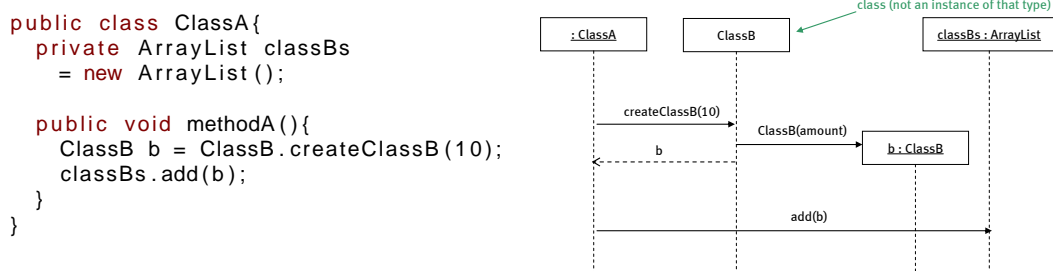 public class ClassA{
private ArrayList classBs
= new ArrayList();
public void methodA(){
ClassB b = ClassB.createClassB(10);
classBs.add(b);
}
}
class (not an instance of that type)
: ClassA
ClassB
classBs : ArrayList
createClassB(10)
ClassB(amount)
b
b : ClassB
add(b)